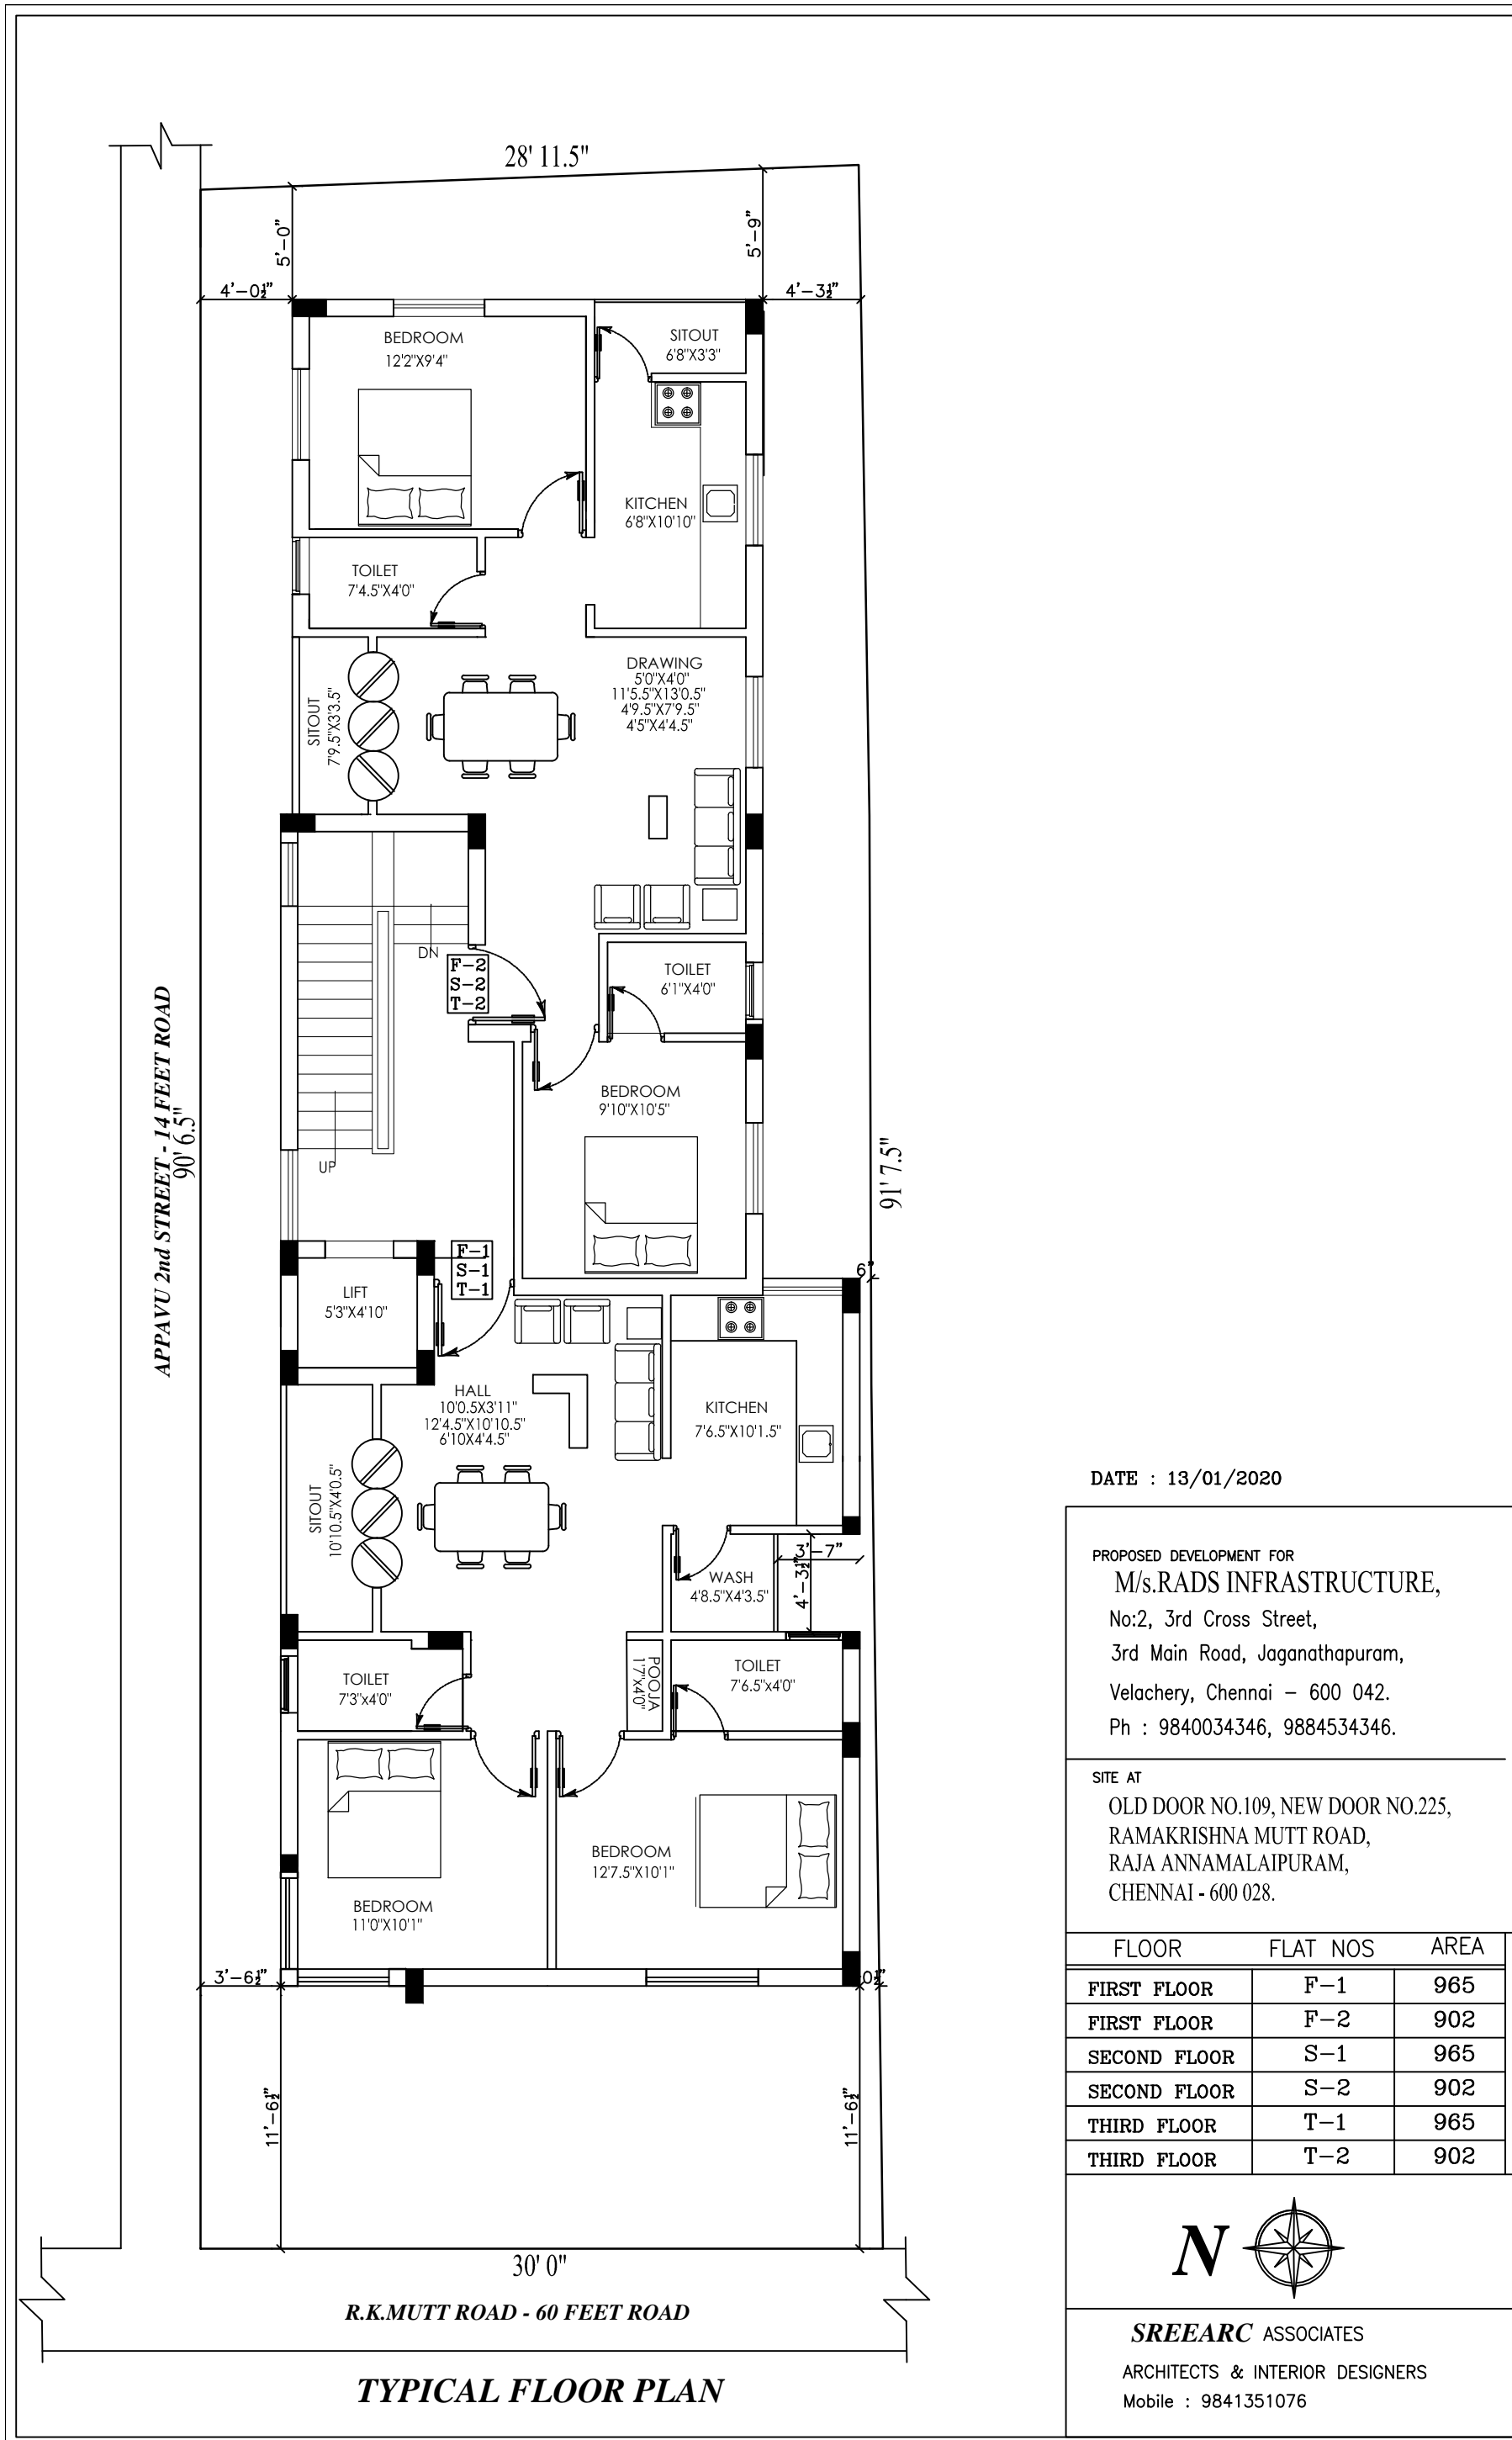 28' 11.5"
5'-0"
5'-9"
4'-0½"
4'-3½"
BEDROOM
12'2"X9'4"
SITOUT
6'8"X3'3"
KITCHEN
6'8"X10'10"
TOILET
7'4.5"X4'0"
SITOUT
7'9.5"X3'3.5"
DRAWING
5'0"X4'0"
11'5.5"X13'0.5"
4'9.5"X7'9.5"
4'5"X4'4.5"
DN
F-2
S-2
T-2
TOILET
6'1"X4'0"
BEDROOM
9'10"X10'5"
UP
APPAVU 2nd STREET - 14 FEET ROAD
90' 6.5"
91' 7.5"
6"
F-1
S-1
T-1
LIFT
5'3"X4'10"
HALL
10'0.5X3'11"
12'4.5"X10'10.5"
6'10X4'4.5"
KITCHEN
7'6.5"X10'1.5"
SITOUT
10'10.5"X4'0.5"
WASH
4'8.5"X4'3.5"
3'-7"
4'-3½"
TOILET
7'3"x4'0"
POOJA
1'7"x4'0"
TOILET
7'6.5"x4'0"
BEDROOM
11'0"X10'1"
BEDROOM
12'7.5"X10'1"
3'-6½"
0½"
11'-6½"
11'-6½"
30' 0"
R.K.MUTT ROAD - 60 FEET ROAD
TYPICAL FLOOR PLAN
DATE : 13/01/2020
PROPOSED DEVELOPMENT FOR
M/s.RADS INFRASTRUCTURE,
No:2, 3rd Cross Street,
3rd Main Road, Jaganathapuram,
Velachery, Chennai - 600 042.
Ph : 9840034346, 9884534346.
SITE AT
OLD DOOR NO.109, NEW DOOR NO.225,
RAMAKRISHNA MUTT ROAD,
RAJA ANNAMALAIPURAM,
CHENNAI - 600 028.
FLOOR FLAT NOS AREA
FIRST FLOOR F-1 965
FIRST FLOOR F-2 902
SECOND FLOOR S-1 965
SECOND FLOOR S-2 902
THIRD FLOOR T-1 965
THIRD FLOOR T-2 902
N
SREEARC ASSOCIATES
ARCHITECTS & INTERIOR DESIGNERS
Mobile : 9841351076